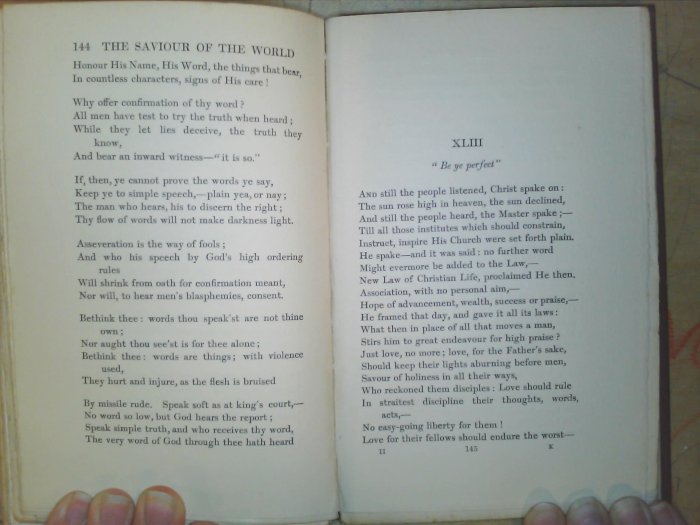 144 THE SAVIOUR OF THE WORLD
Honour His Name, His Word, the things that bear,
In countless characters, signs of His care!
Why offer confirmation of thy word?
All men have test to try the truth when heard;
While they let lies deceive, the truth they
know,
And bear an inward witness—“it is so.”
If, then, ye cannot prove the words ye say,
Keep ye to simple speech,—plain yea, or nay;
The man who hears, his to discern the right;
Thy flow of words will not make darkness light.
Asseveration is the way of fools;
And who his speech by God's high ordering
rules
Will shrink from oath for confirmation meant,
Nor will, to hear men's blasphemies, consent.
Bethink thee: words thou speak'st are not thine
own;
Nor aught thou see'st is for thee alone;
Bethink thee: words are things; with violence
used,
They hurt and injure, as the flesh is bruised
By missile rude. Speak soft as at king's court,—
No word so low, but God hears the report;
Speak simple truth, and who receives thy word,
The very word of God through thee hath heard
XLIII
“Be ye perfect”
AND still the people listened, Christ spake on:
The sun rose high in heaven, the sun declined,
And still the people heard, the Master spake;—
Till all those institutes which should constrain,
Instruct, inspire His Church were set forth plain.
He spake—and it was said: no further word
Might evermore be added to the Law,—
New Law of Christian Life, proclaimed He then.
Association, with no personal aim,—
Hope of advancement, wealth, success or praise,—
He framed that day, and gave it all its laws:
What then in place of all that moves a man,
Stirs him to great endeavour for high praise?
Just love, no more; love, for the Father's sake,
Should keep their lights aburning before men,
Savour of holiness in all their ways,
Who reckoned them disciples: Love should rule
In straitest discipline their thoughts, words,
acts,—
No easy-going liberty for them!
Love for their fellows should endure the worst—
II 145 K